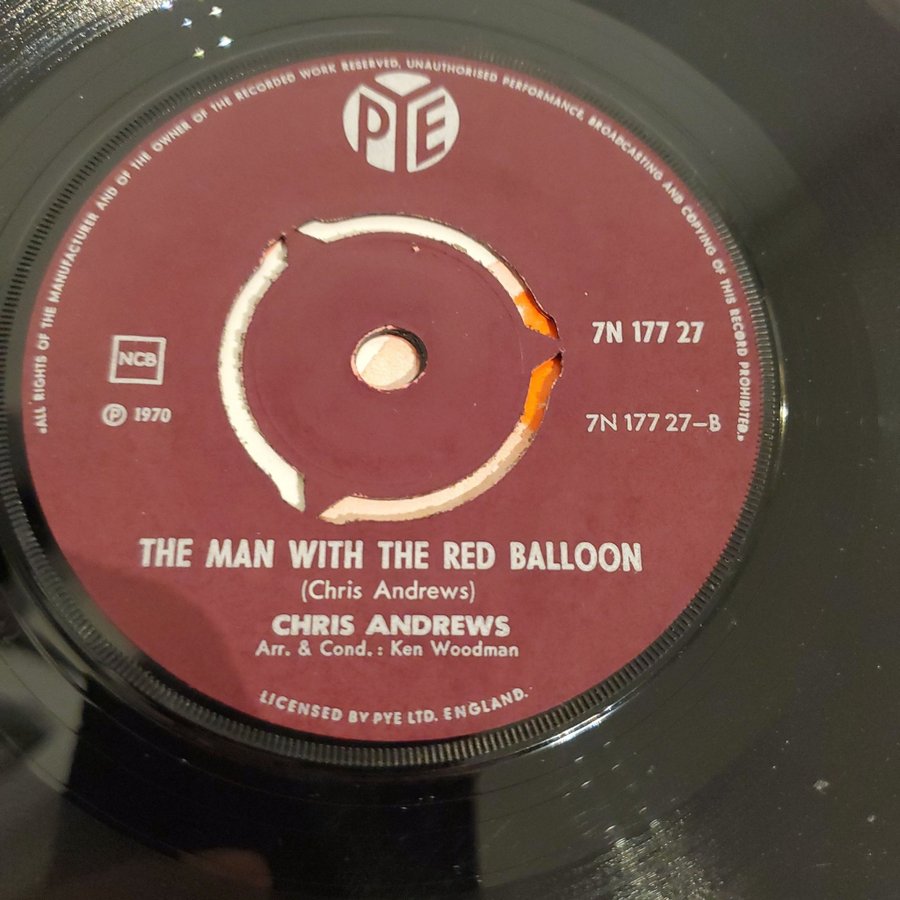 «ALL RIGHTS OF THE MANUFACTURER AND OF THE OWNER OF THE RECORDED WORK RESERVED, UNAUTHORISED PERFORMANCE, BROADCASTING AND COPYING OF THIS RECORD PROHIBITED.»
PYE
7N 177 27
NCB
7N 177 27–B
℗ 1970
THE MAN WITH THE RED BALLOON
(Chris Andrews)
CHRIS ANDREWS
Arr. & Cond.: Ken Woodman
LICENSED BY PYE LTD. ENGLAND.